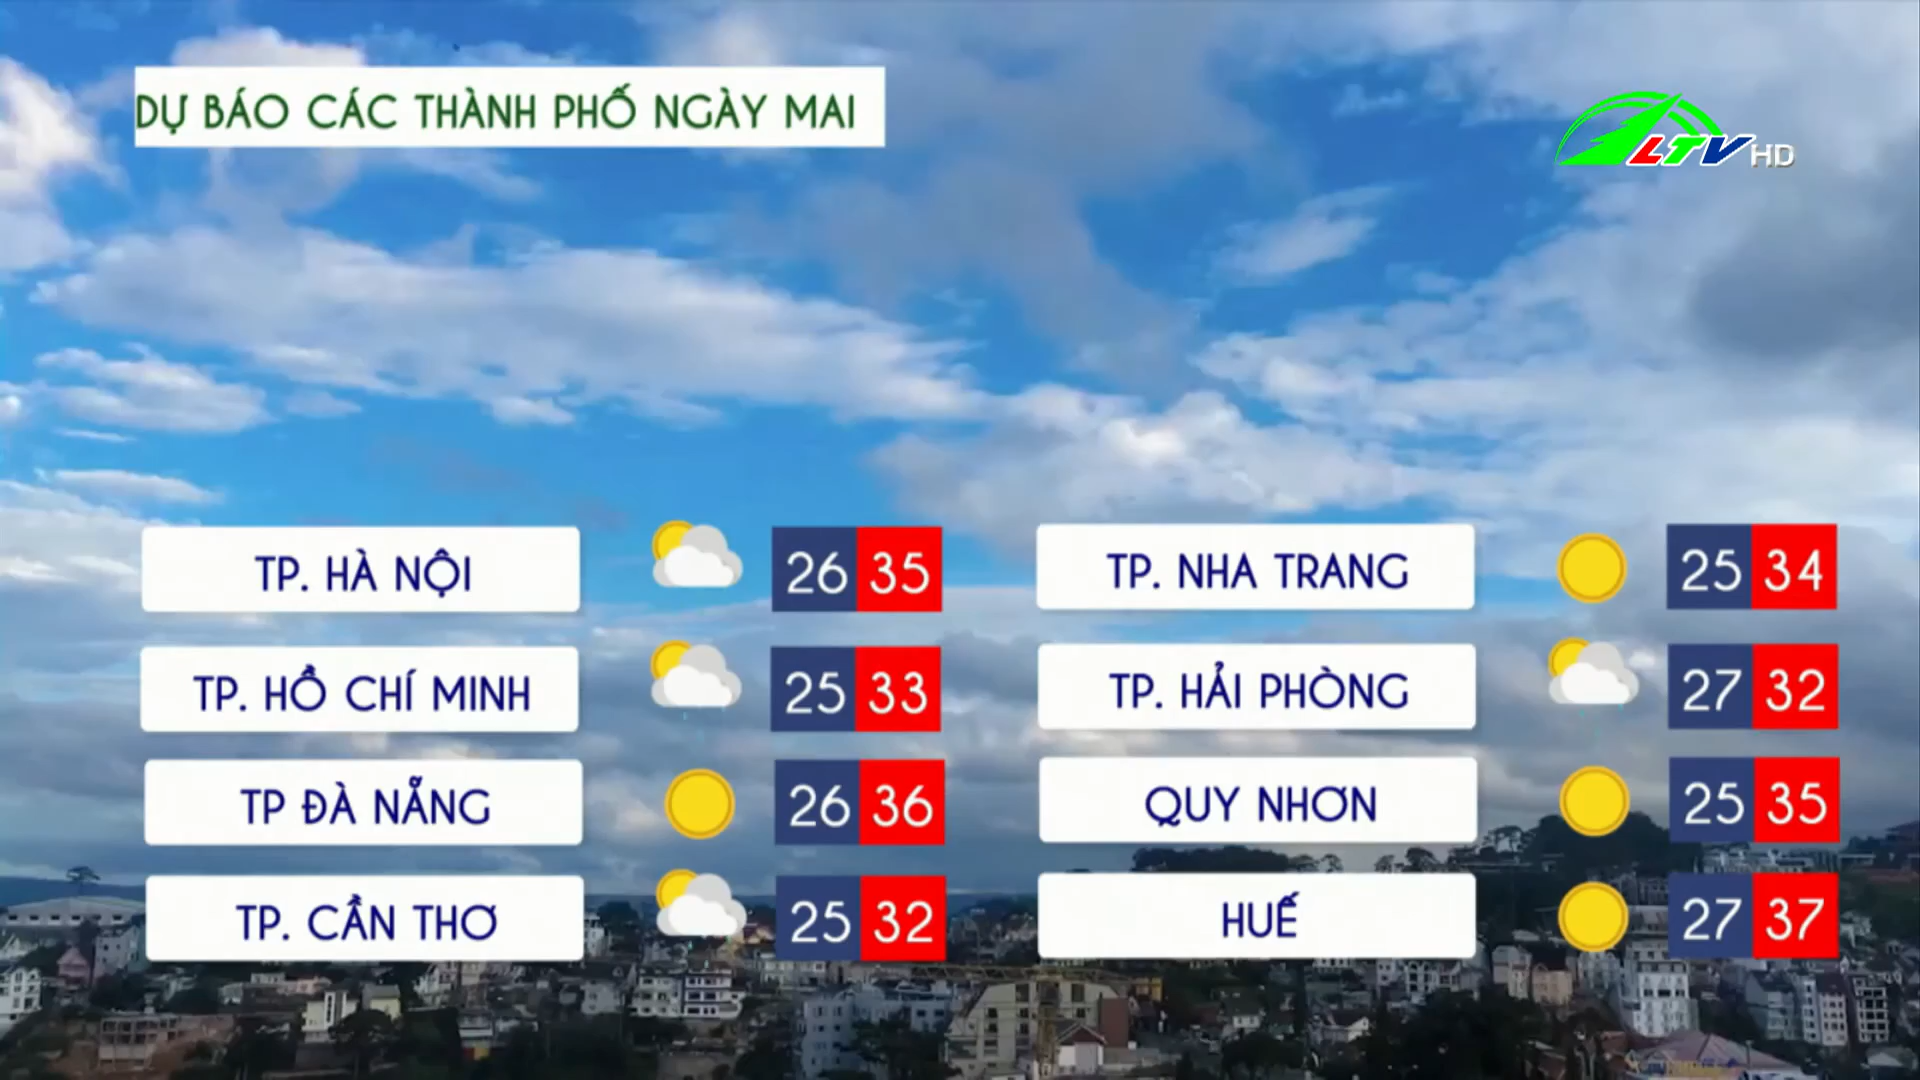 DỰ BÁO CÁC THÀNH PHỐ NGÀY MAI
LTV HD
TP. HÀ NỘI 26 35
TP. HỒ CHÍ MINH 25 33
TP ĐÀ NẴNG 26 36
TP. CẦN THƠ 25 32
TP. NHA TRANG 25 34
TP. HẢI PHÒNG 27 32
QUY NHƠN 25 35
HUẾ 27 37